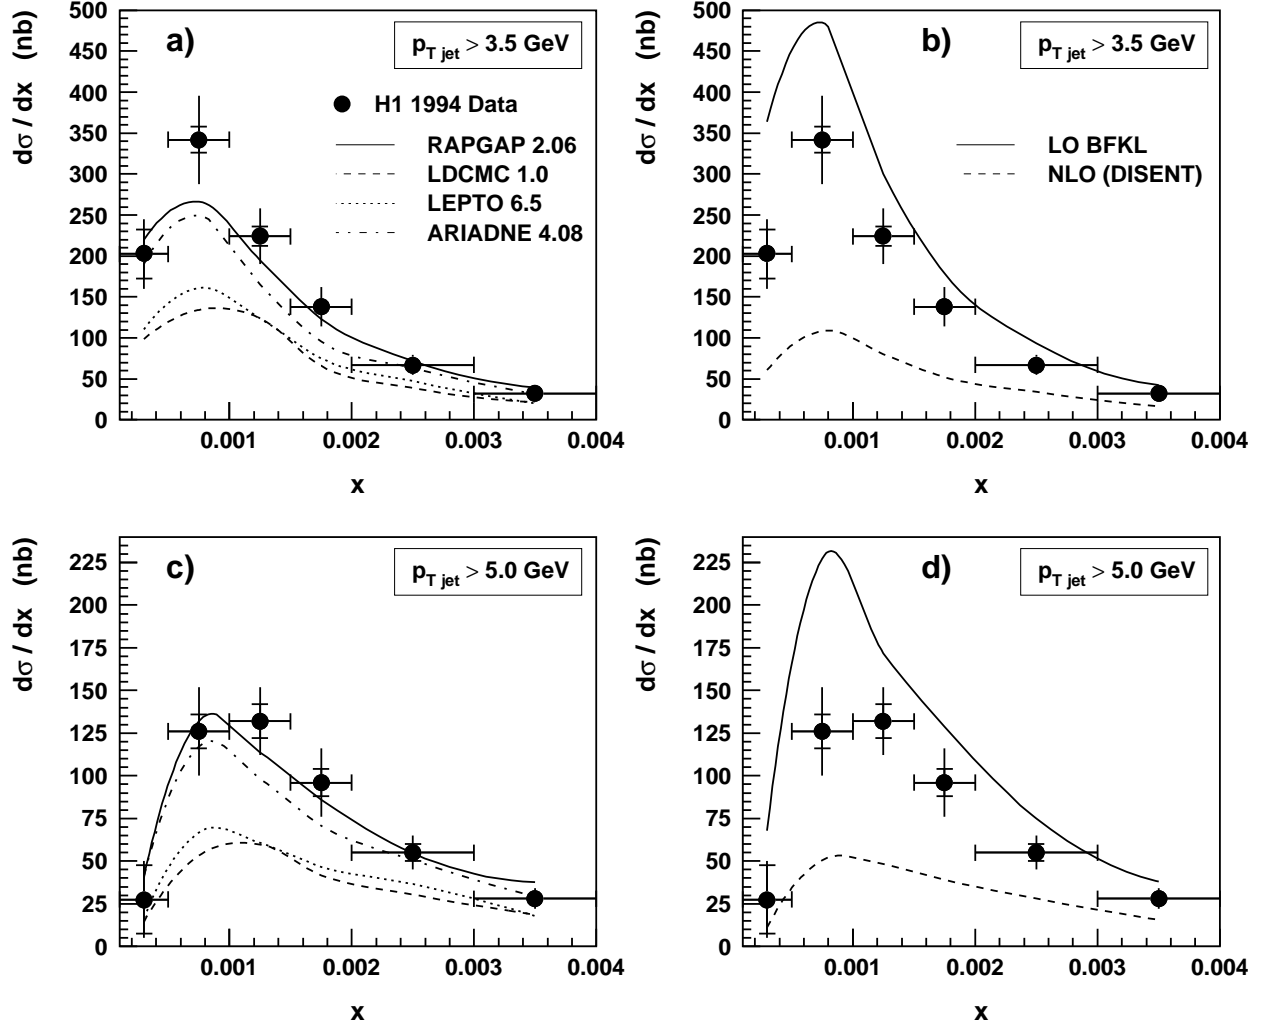 a)
p_T jet > 3.5 GeV
H1 1994 Data
RAPGAP 2.06
LDCMC 1.0
LEPTO 6.5
ARIADNE 4.08
dσ / dx (nb)
500
450
400
350
300
250
200
150
100
50
0
0.001 0.002 0.003 0.004
x
b)
p_T jet > 3.5 GeV
LO BFKL
NLO (DISENT)
dσ / dx (nb)
500
450
400
350
300
250
200
150
100
50
0
0.001 0.002 0.003 0.004
x
c)
p_T jet > 5.0 GeV
dσ / dx (nb)
225
200
175
150
125
100
75
50
25
0
0.001 0.002 0.003 0.004
x
d)
p_T jet > 5.0 GeV
dσ / dx (nb)
225
200
175
150
125
100
75
50
25
0
0.001 0.002 0.003 0.004
x